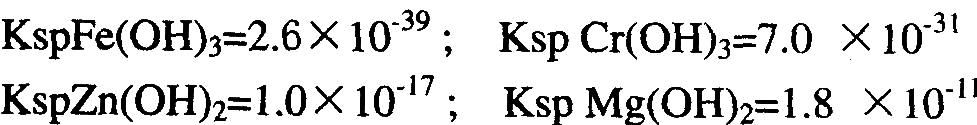 KspFe(OH)₃=2.6×10⁻³⁹; Ksp Cr(OH)₃=7.0 ×10⁻³¹
KspZn(OH)₂=1.0×10⁻¹⁷; Ksp Mg(OH)₂=1.8 ×10⁻¹¹